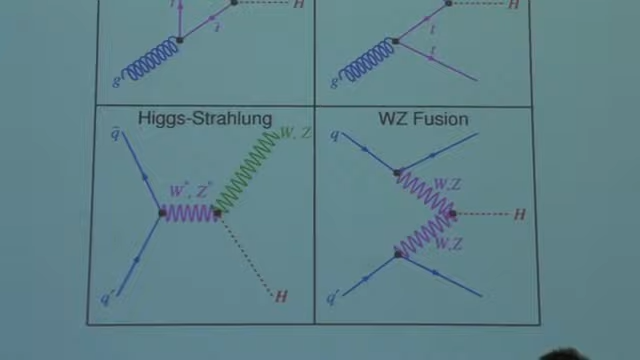 t H t H
g t g t
Higgs-Strahlung WZ Fusion
q̄ W, Z q
W*, Z* W,Z
H
W,Z
q' H q'